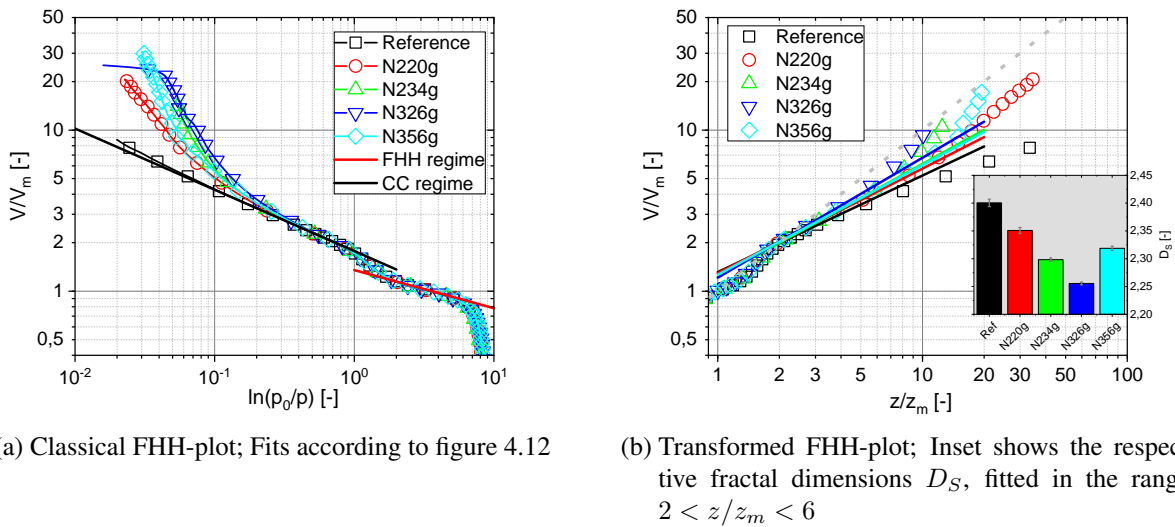 50
20
10
5
3
2
1
0,5
V/V_m [-]
10^-2
10^-1
10^0
10^1
ln(p_0/p) [-]
Reference
N220g
N234g
N326g
N356g
FHH regime
CC regime
50
20
10
5
3
2
1
0,5
V/V_m [-]
1
2
3
5
10
20
30
50
100
z/z_m [-]
Reference
N220g
N234g
N326g
N356g
2,45
2,40
2,35
2,30
2,25
2,20
D_S [-]
Ref
N220g
N234g
N326g
N356g
(a) Classical FHH-plot; Fits according to figure 4.12
(b) Transformed FHH-plot; Inset shows the respec
tive fractal dimensions D_S, fitted in the rang
2 < z/z_m < 6